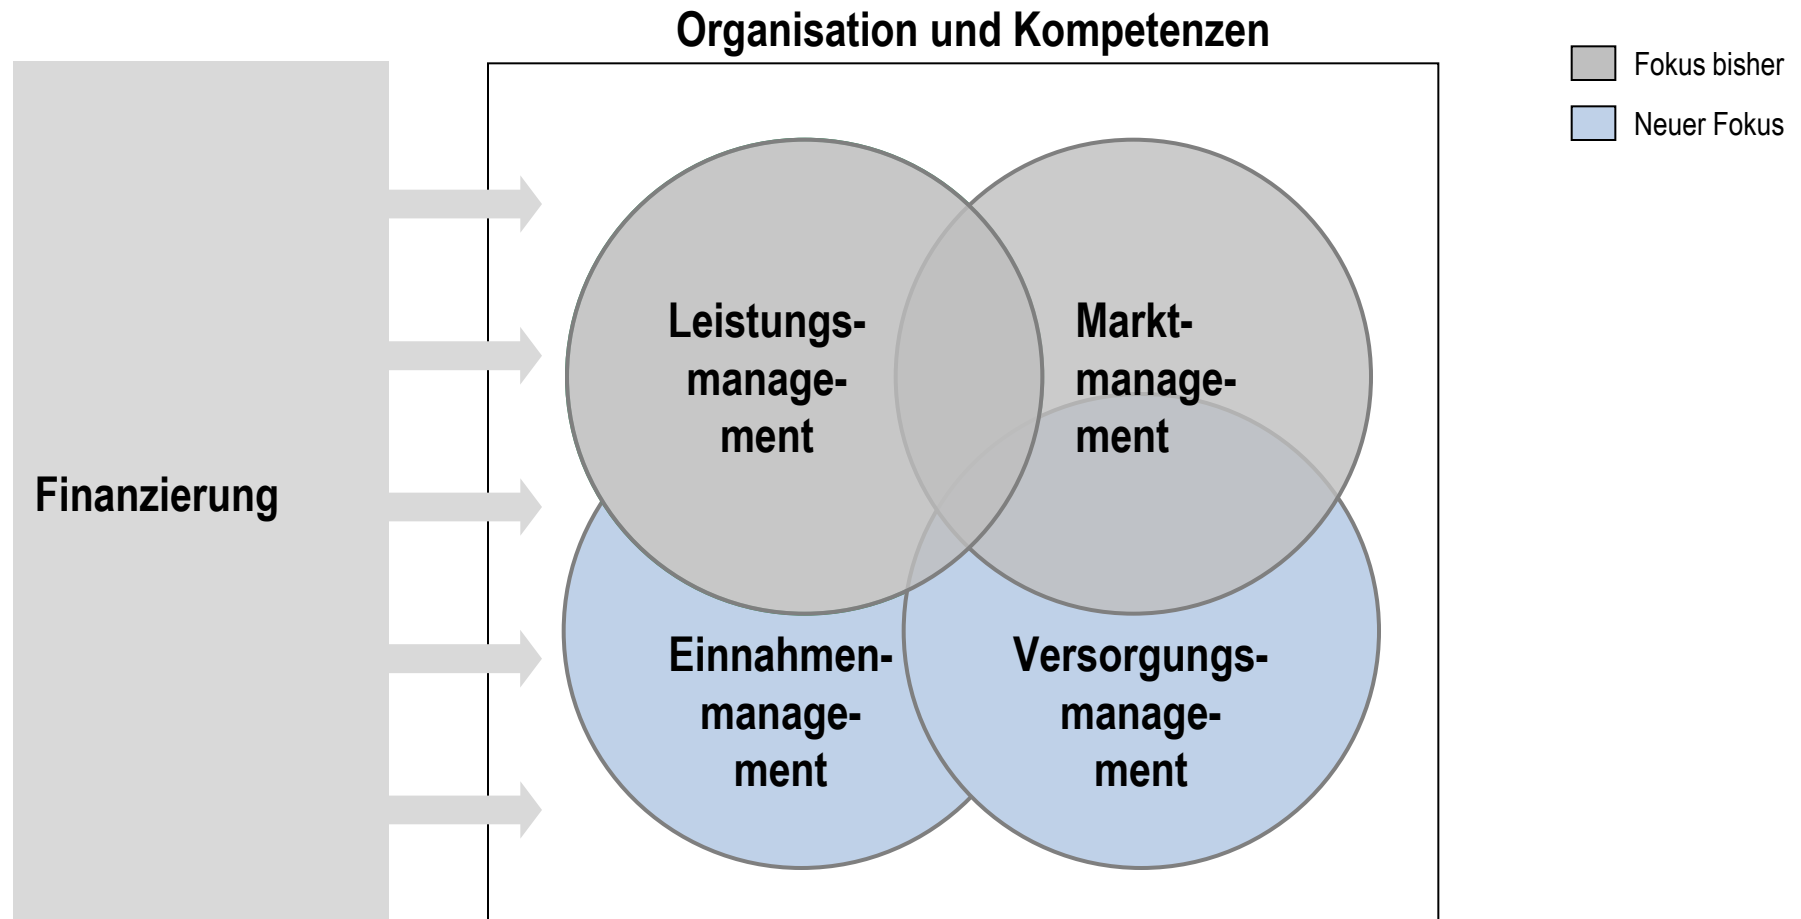 Organisation und Kompetenzen
Fokus bisher
Neuer Fokus
Finanzierung
Leistungs-
manage-
ment
Markt-
manage-
ment
Einnahmen-
manage-
ment
Versorgungs-
manage-
ment